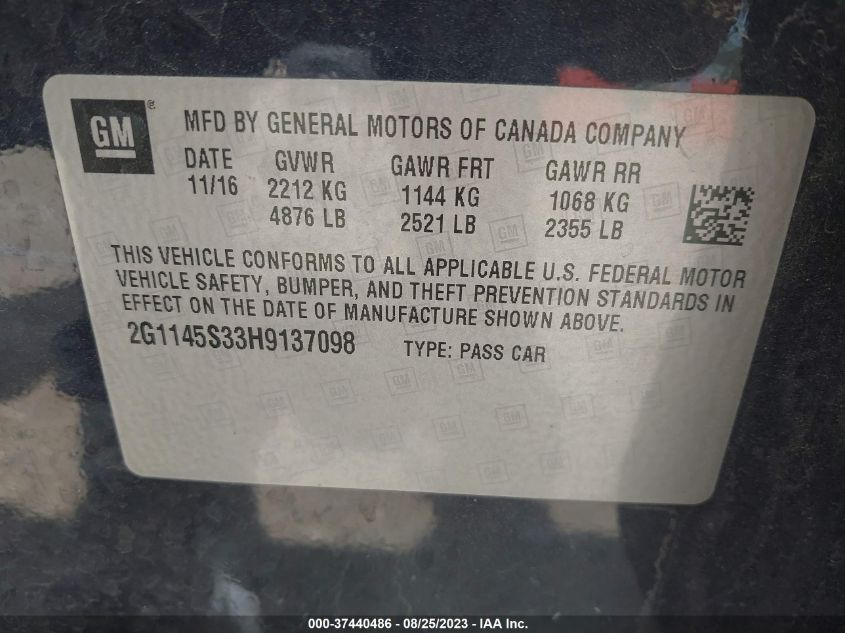 GM ®
MFD BY GENERAL MOTORS OF CANADA COMPANY
DATE GVWR GAWR FRT GAWR RR
11/16 2212 KG 1144 KG 1068 KG
4876 LB 2521 LB 2355 LB
THIS VEHICLE CONFORMS TO ALL APPLICABLE U.S. FEDERAL MOTOR
VEHICLE SAFETY, BUMPER, AND THEFT PREVENTION STANDARDS IN
EFFECT ON THE DATE OF MANUFACTURE SHOWN ABOVE.
2G1145S33H9137098 TYPE: PASS CAR
000-37440486 - 08/25/2023 - IAA Inc.